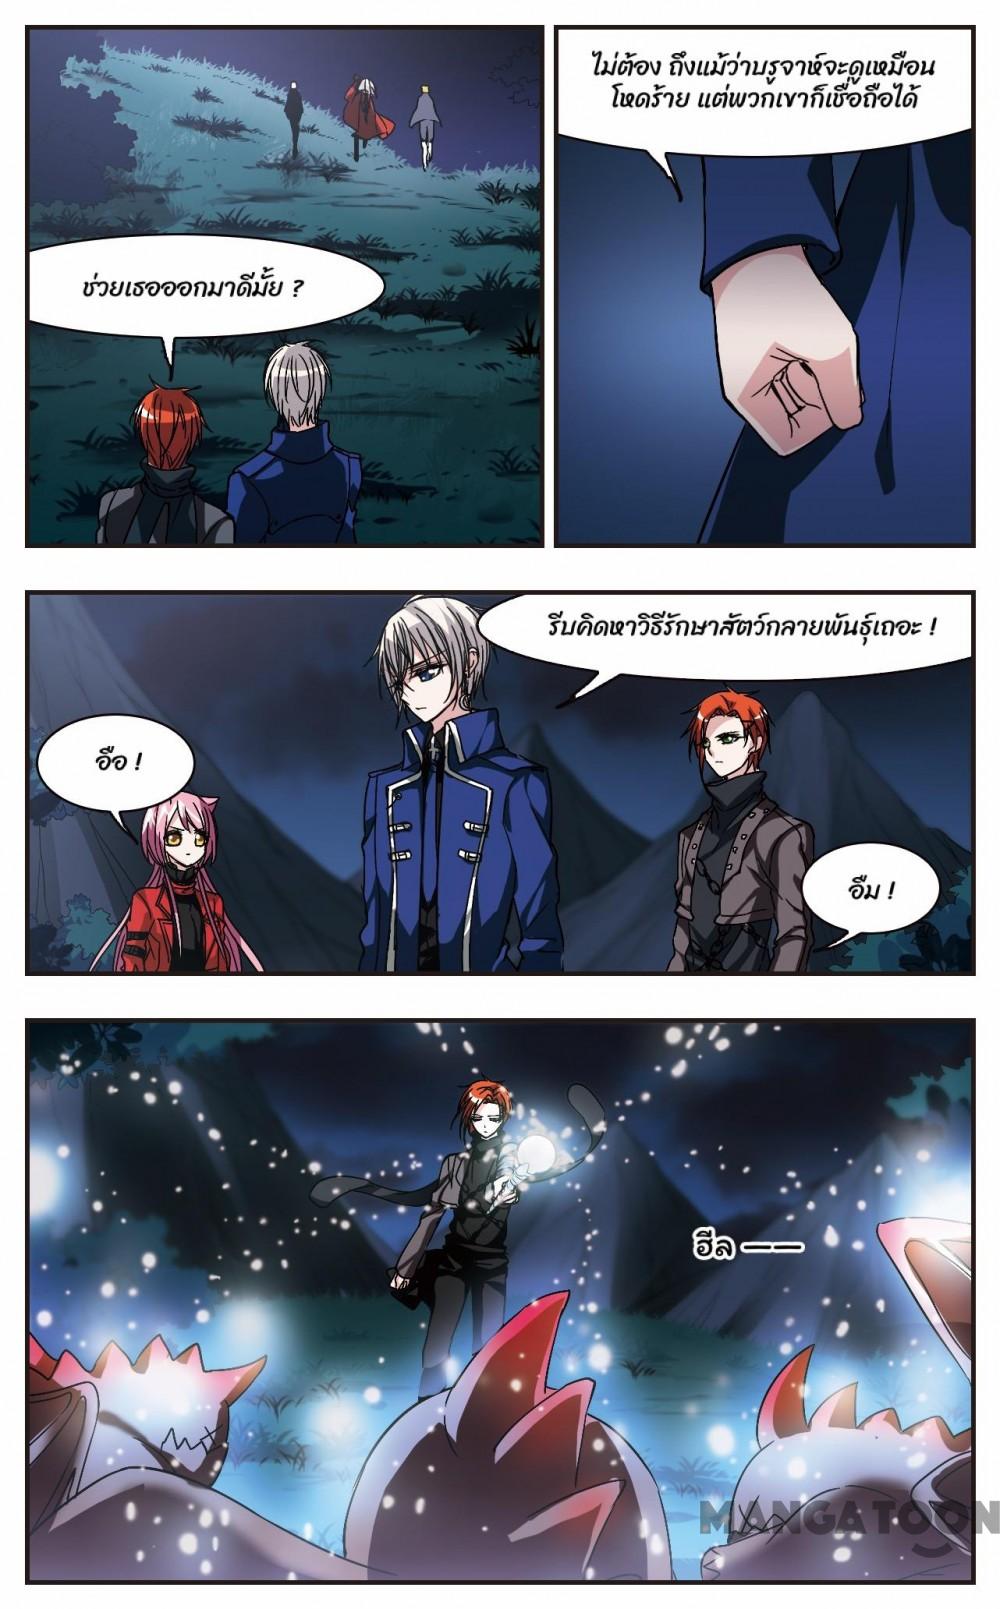 ช่วยเธอออกมาดีมั้ย ?
ไม่ต้อง ถึงแม้ว่าบรูจาห์จะดูเหมือน
โหดร้าย แต่พวกเขาก็เชื่อถือได้
รีบคิดหาวิธีรักษาสัตว์กลายพันธุ์เถอะ !
อือ !
อืม !
ฮีล ——
MANGATOON